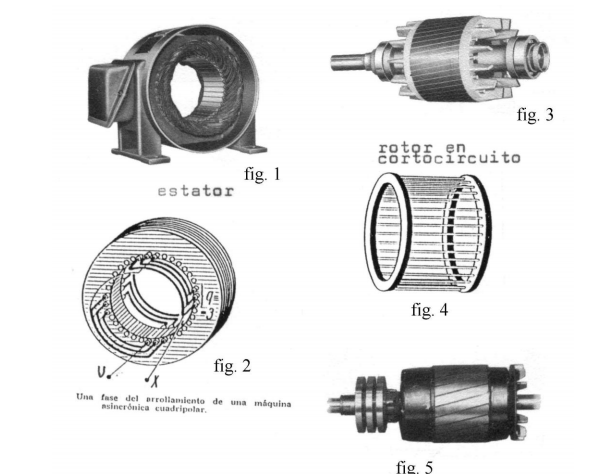 fig. 1
estator
fig. 3
rotor en
cortocircuito
fig. 4
q=
=3
U
X
fig. 2
Una fase del arrollamiento de una máquina
asincrónica cuadripolar.
fig. 5